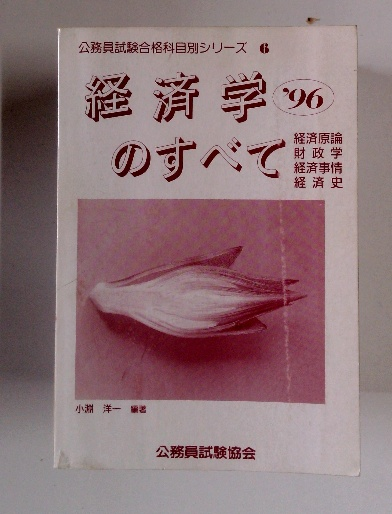 公務員試験合格科目別シリーズ 6
経済学 '96
のすべて
経済原論
財政学
経済事情
経済史
小淵 洋一 編著
公務員試験協会